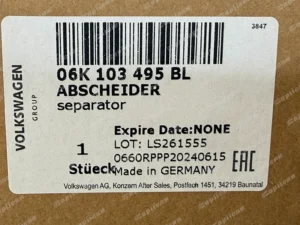 3847
VOLKSWAGEN
GROUP
06K 103 495 BL
ABSCHEIDER
separator
Expire Date:NONE
1
LOT: LS261555
Stüeck
0660RPPP20240615
Made in GERMANY
EAC
Volkswagen AG, Konzern After Sales, Postfach 1451, 34219 Baunatal